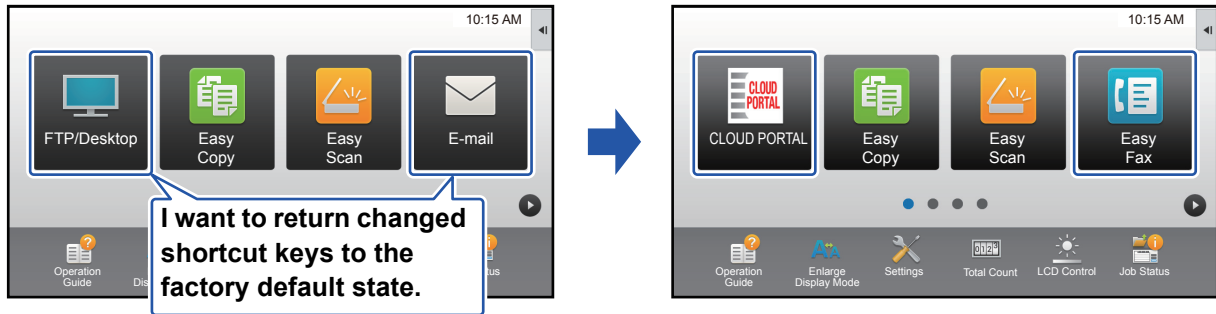 10:15 AM
FTP/Desktop
Easy
Copy
Easy
Scan
E-mail
I want to return changed
shortcut keys to the
factory default state.
Operation
Guide
10:15 AM
CLOUD
PORTAL
CLOUD PORTAL
Easy
Copy
Easy
Scan
Easy
Fax
Operation
Guide
Enlarge
Display Mode
Settings
Total Count
LCD Control
Job Status